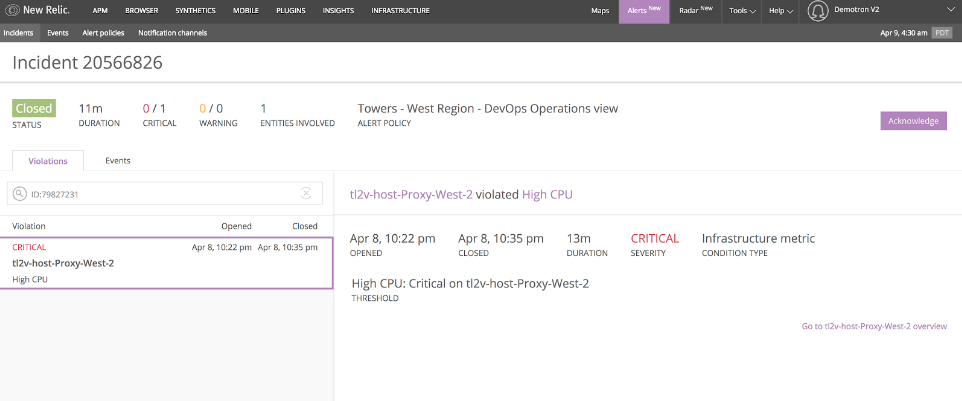 New Relic. APM BROWSER SYNTHETICS MOBILE PLUGINS INSIGHTS INFRASTRUCTURE Maps Alerts New Radar New Tools Help Demotron V2
Incidents Events Alert policies Notification channels Apr 9, 4:30 am PDT
Incident 20566826
Closed 11m 0 / 1 0 / 0 1 Towers - West Region - DevOps Operations view
STATUS DURATION CRITICAL WARNING ENTITIES INVOLVED ALERT POLICY
Acknowledge
Violations Events
ID:79827231
Violation Opened Closed
CRITICAL Apr 8, 10:22 pm Apr 8, 10:35 pm
tl2v-host-Proxy-West-2
High CPU
tl2v-host-Proxy-West-2 violated High CPU
Apr 8, 10:22 pm Apr 8, 10:35 pm 13m CRITICAL Infrastructure metric
OPENED CLOSED DURATION SEVERITY CONDITION TYPE
High CPU: Critical on tl2v-host-Proxy-West-2
THRESHOLD
Go to tl2v-host-Proxy-West-2 overview